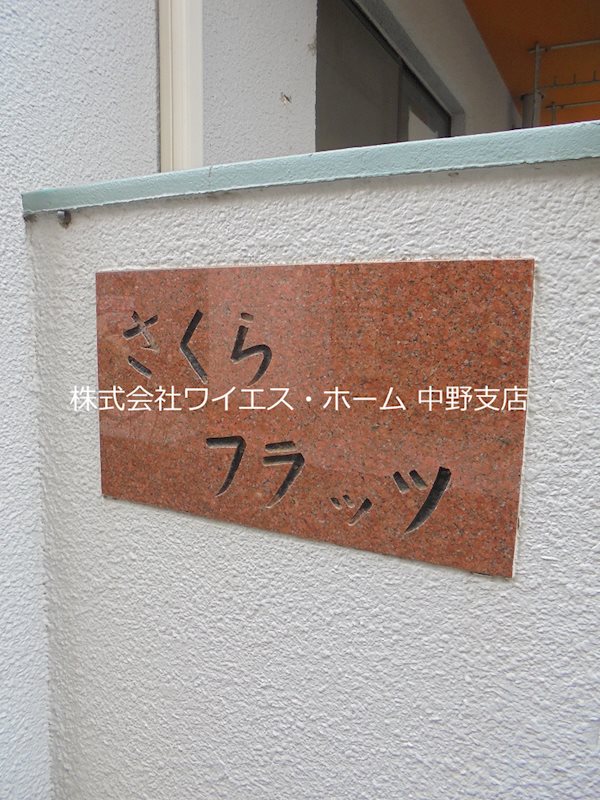 さくら
株式会社ワイエス・ホーム 中野支店
フラッツ